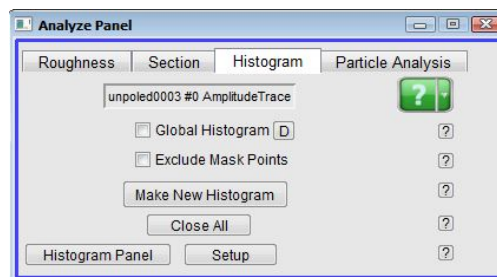 Analyze Panel
Roughness Section Histogram Particle Analysis
unpoled0003 #0 AmplitudeTrace ?
Global Histogram D ?
Exclude Mask Points ?
Make New Histogram ?
Close All ?
Histogram Panel Setup ?